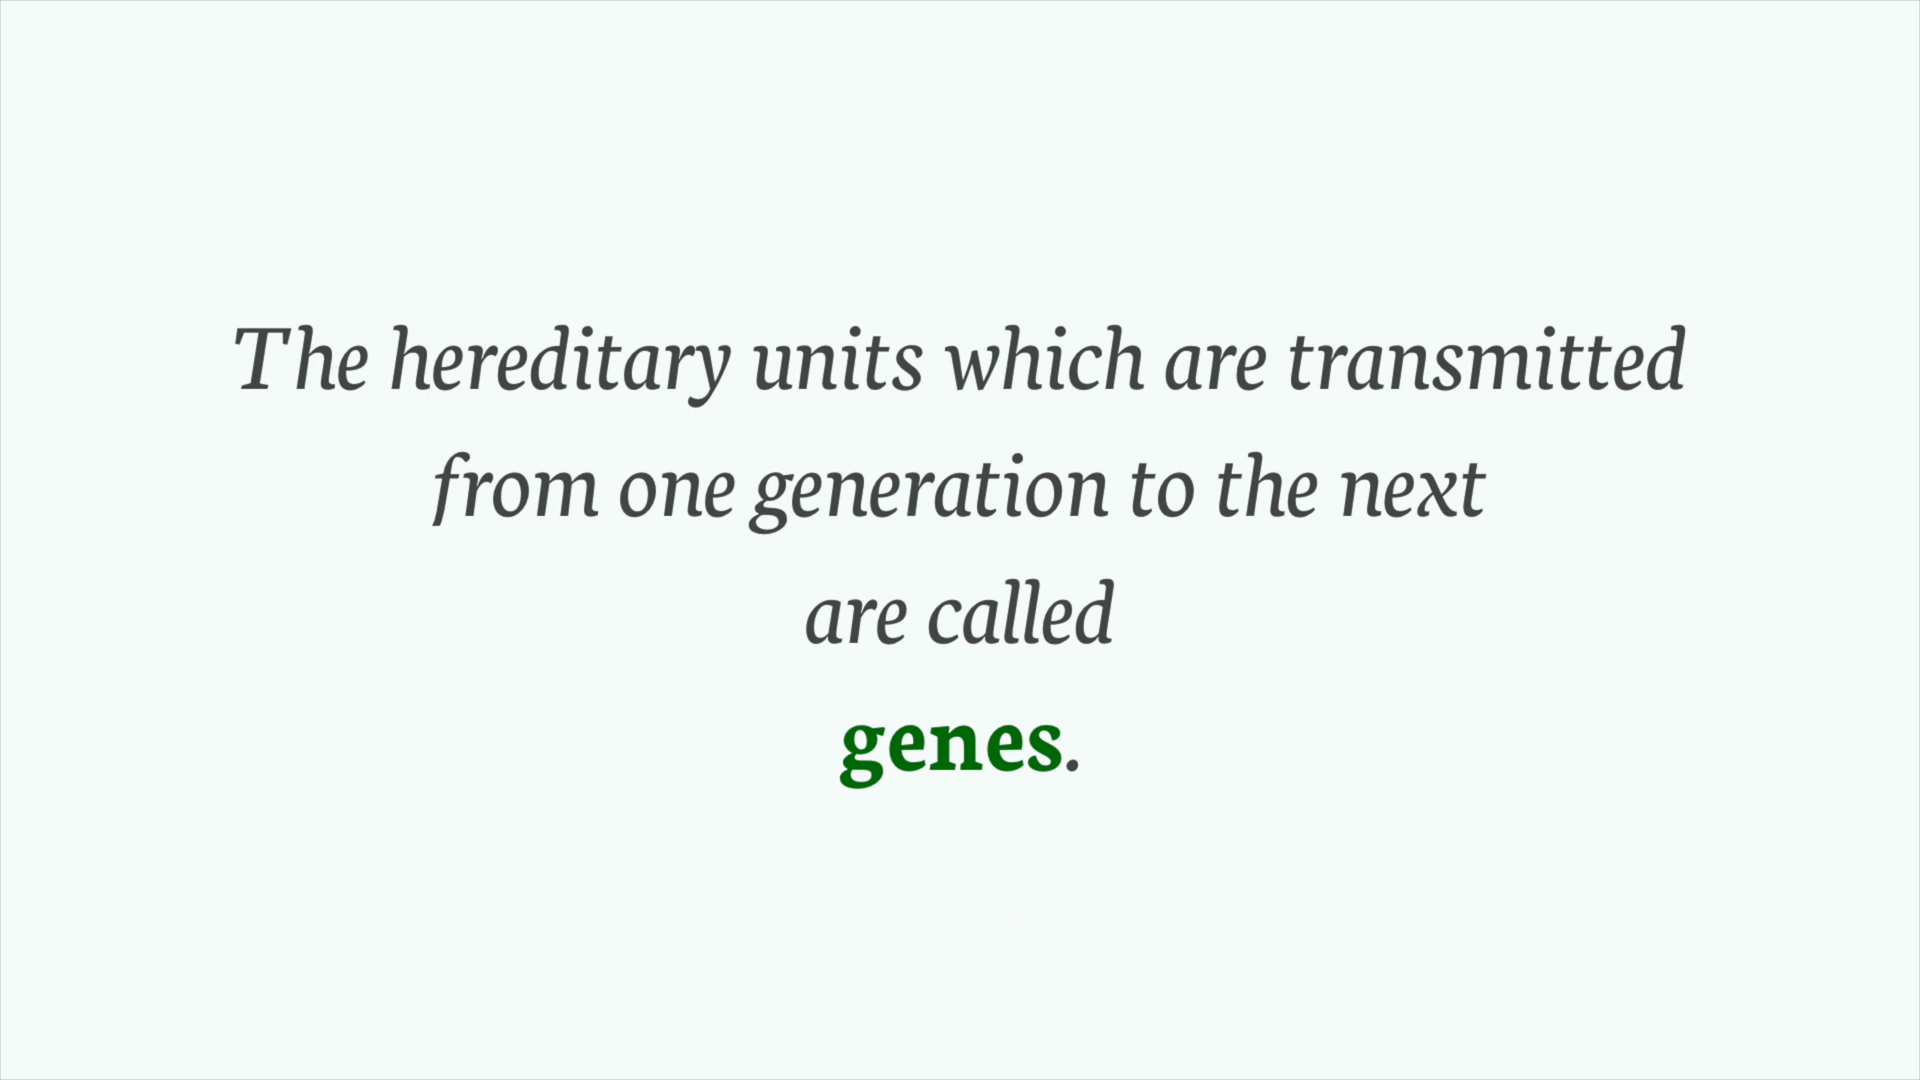 The hereditary units which are transmitted
from one generation to the next
are called
genes.